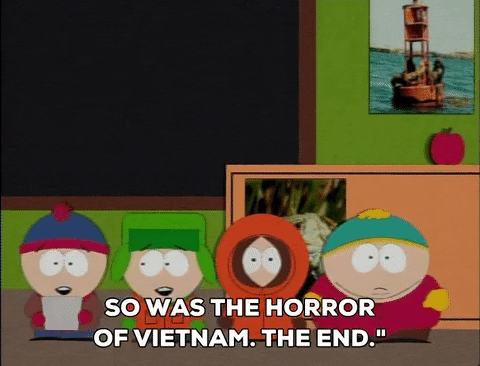 SO WAS THE HORROR
OF VIETNAM. THE END."